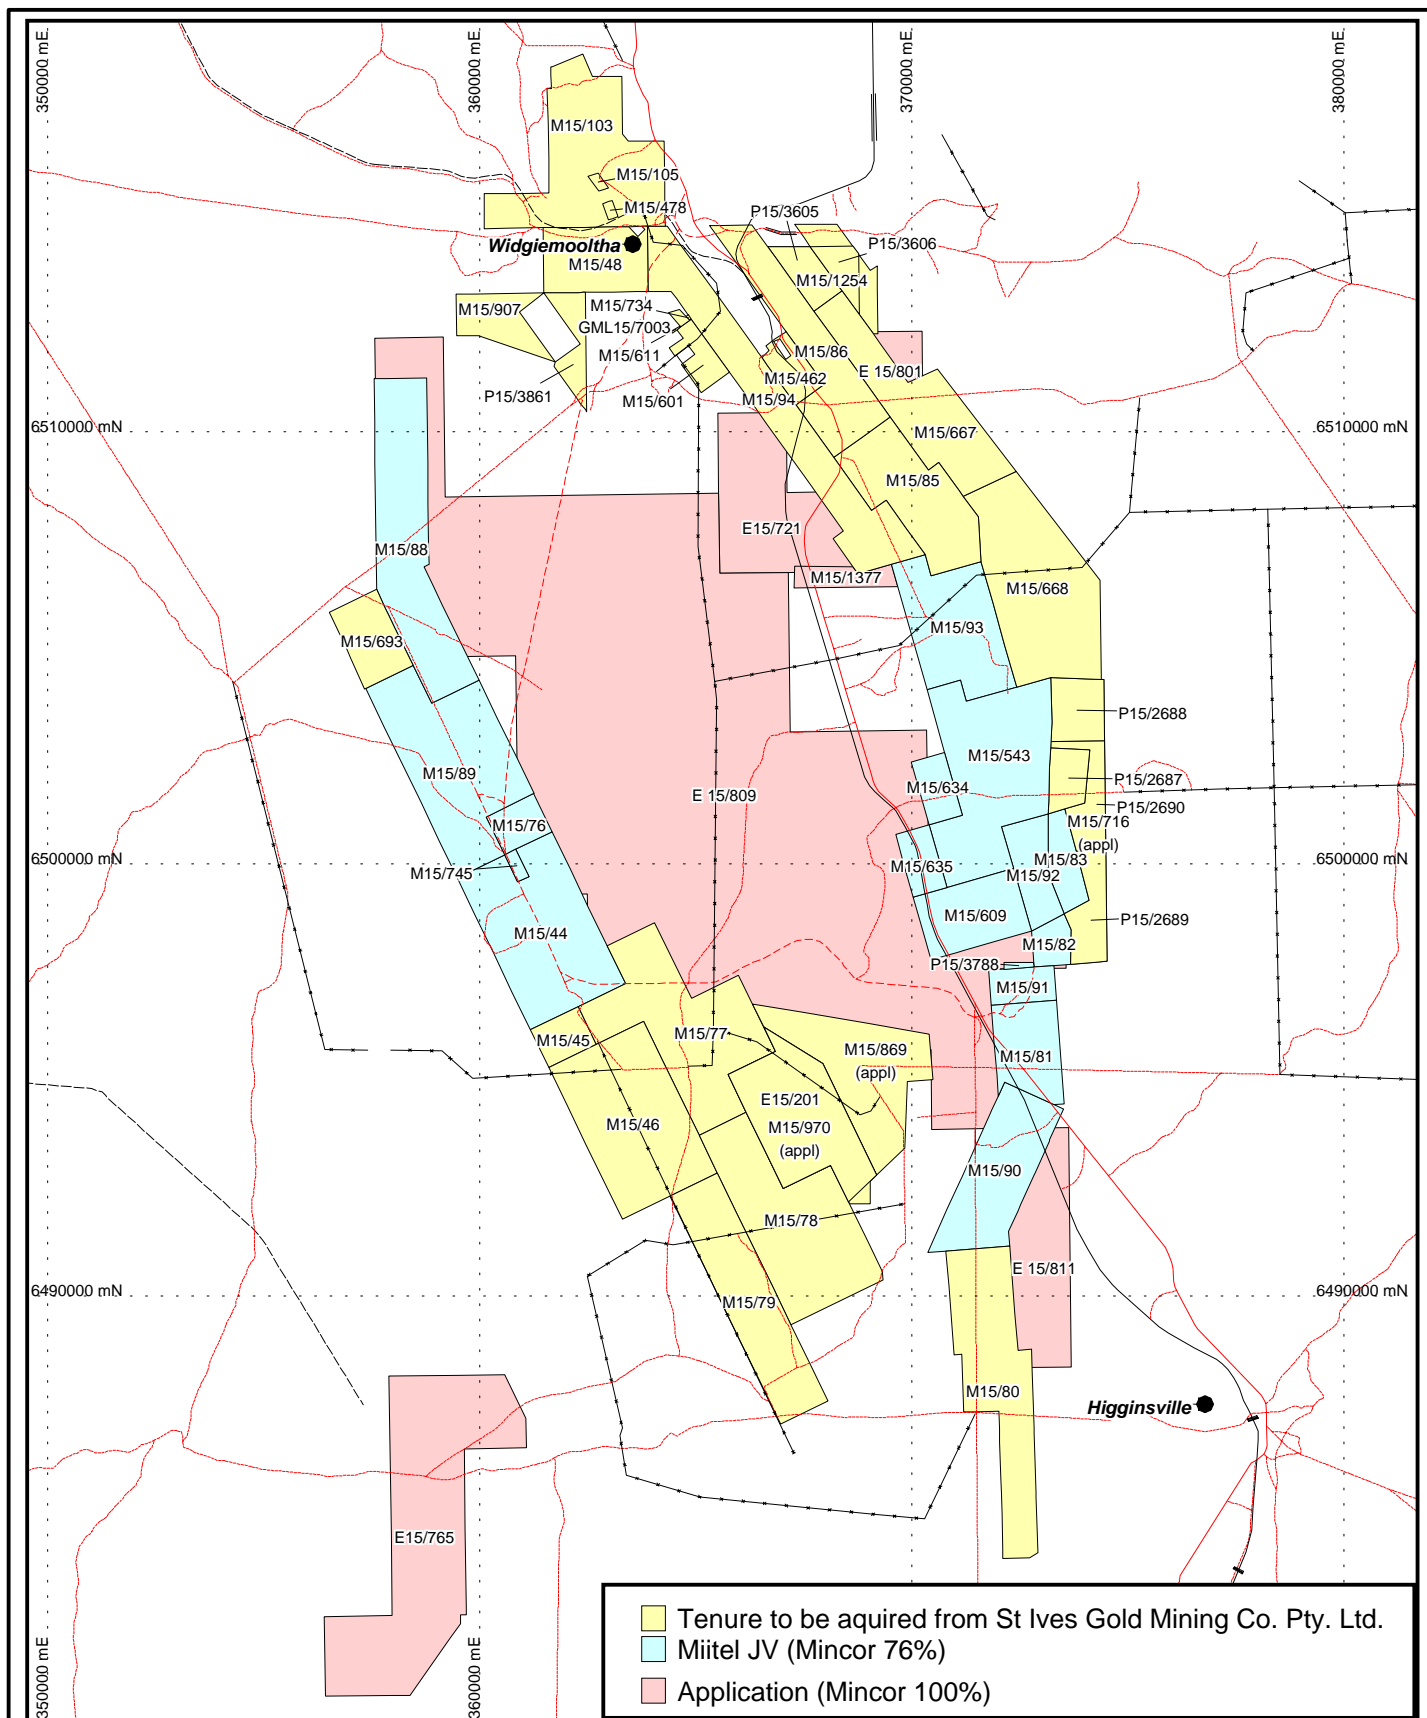 350000 mE
360000 mE
370000 mE
380000 mE
M15/103
M15/105
M15/478
P15/3605
P15/3606
Widgiemooltha
M15/48
M15/1254
M15/907
M15/734
GML15/7003
M15/611
M15/86
E 15/801
M15/462
P15/3861
M15/601
M15/94
6510000 mN
M15/667
6510000 mN
M15/85
E15/721
M15/88
M15/1377
M15/668
M15/93
M15/693
P15/2688
M15/543
M15/89
M15/634
P15/2687
E 15/809
P15/2690
M15/76
M15/716
(appl)
6500000 mN
M15/83
6500000 mN
M15/745
M15/635
M15/92
M15/609
P15/2689
M15/44
M15/82
P15/3788
M15/91
M15/45
M15/77
M15/869
(appl)
M15/81
E15/201
M15/46
M15/970
(appl)
M15/90
M15/78
E 15/811
6490000 mN
M15/79
6490000 mN
M15/80
Higginsville
E15/765
350000 mE
360000 mE
Tenure to be aquired from St Ives Gold Mining Co. Pty. Ltd.
Miitel JV (Mincor 76%)
Application (Mincor 100%)